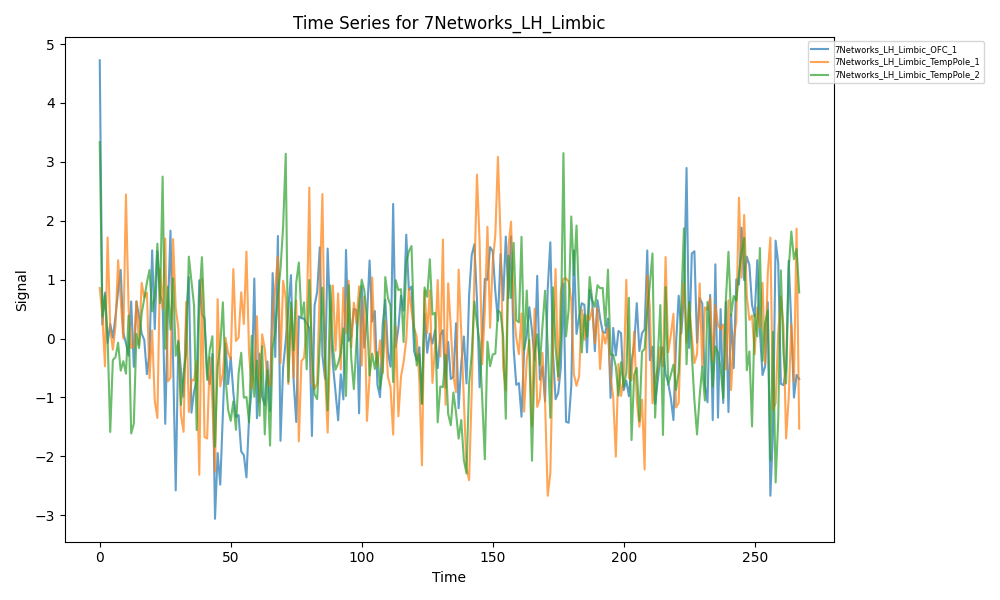 Time Series for 7Networks_LH_Limbic
7Networks_LH_Limbic_OFC_1
7Networks_LH_Limbic_TempPole_1
7Networks_LH_Limbic_TempPole_2
Signal
5
4
3
2
1
0
−1
−2
−3
0 50 100 150 200 250
Time